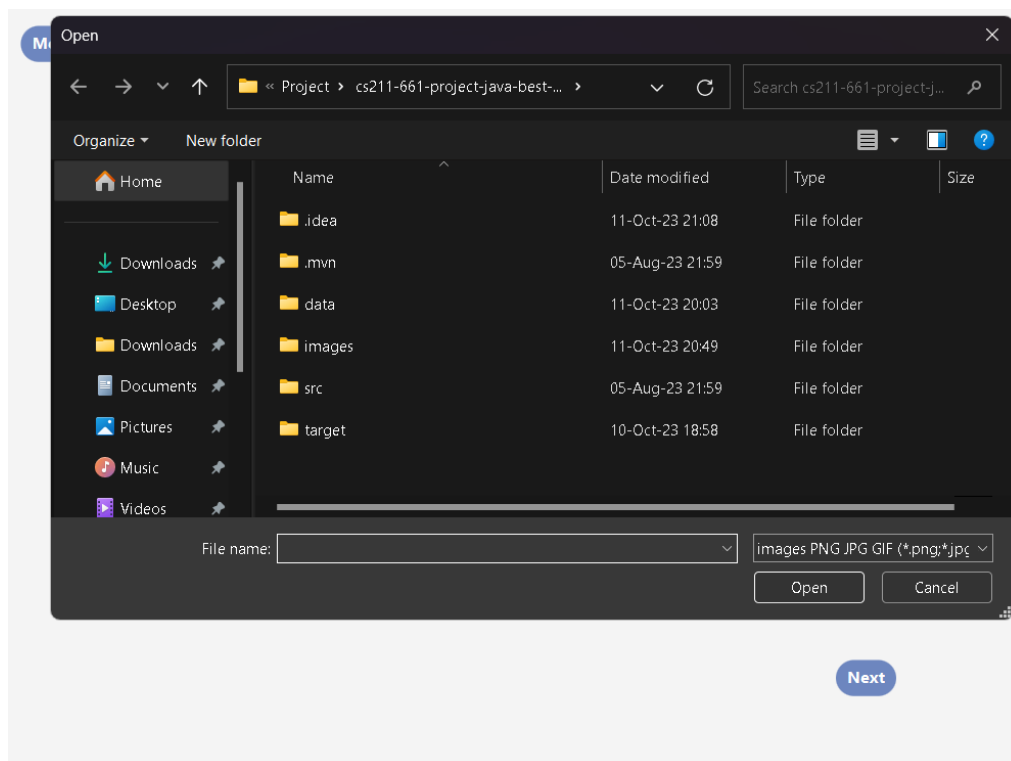 Open
« Project > cs211-661-project-java-best-... >
Search cs211-661-project-j...
Organize
New folder
Home
Downloads
Desktop
Downloads
Documents
Pictures
Music
Videos
Name Date modified Type Size
.idea 11-Oct-23 21:08 File folder
.mvn 05-Aug-23 21:59 File folder
data 11-Oct-23 20:03 File folder
images 11-Oct-23 20:49 File folder
src 05-Aug-23 21:59 File folder
target 10-Oct-23 18:58 File folder
File name:
images PNG JPG GIF (*.png;*.jpg
Open
Cancel
Next